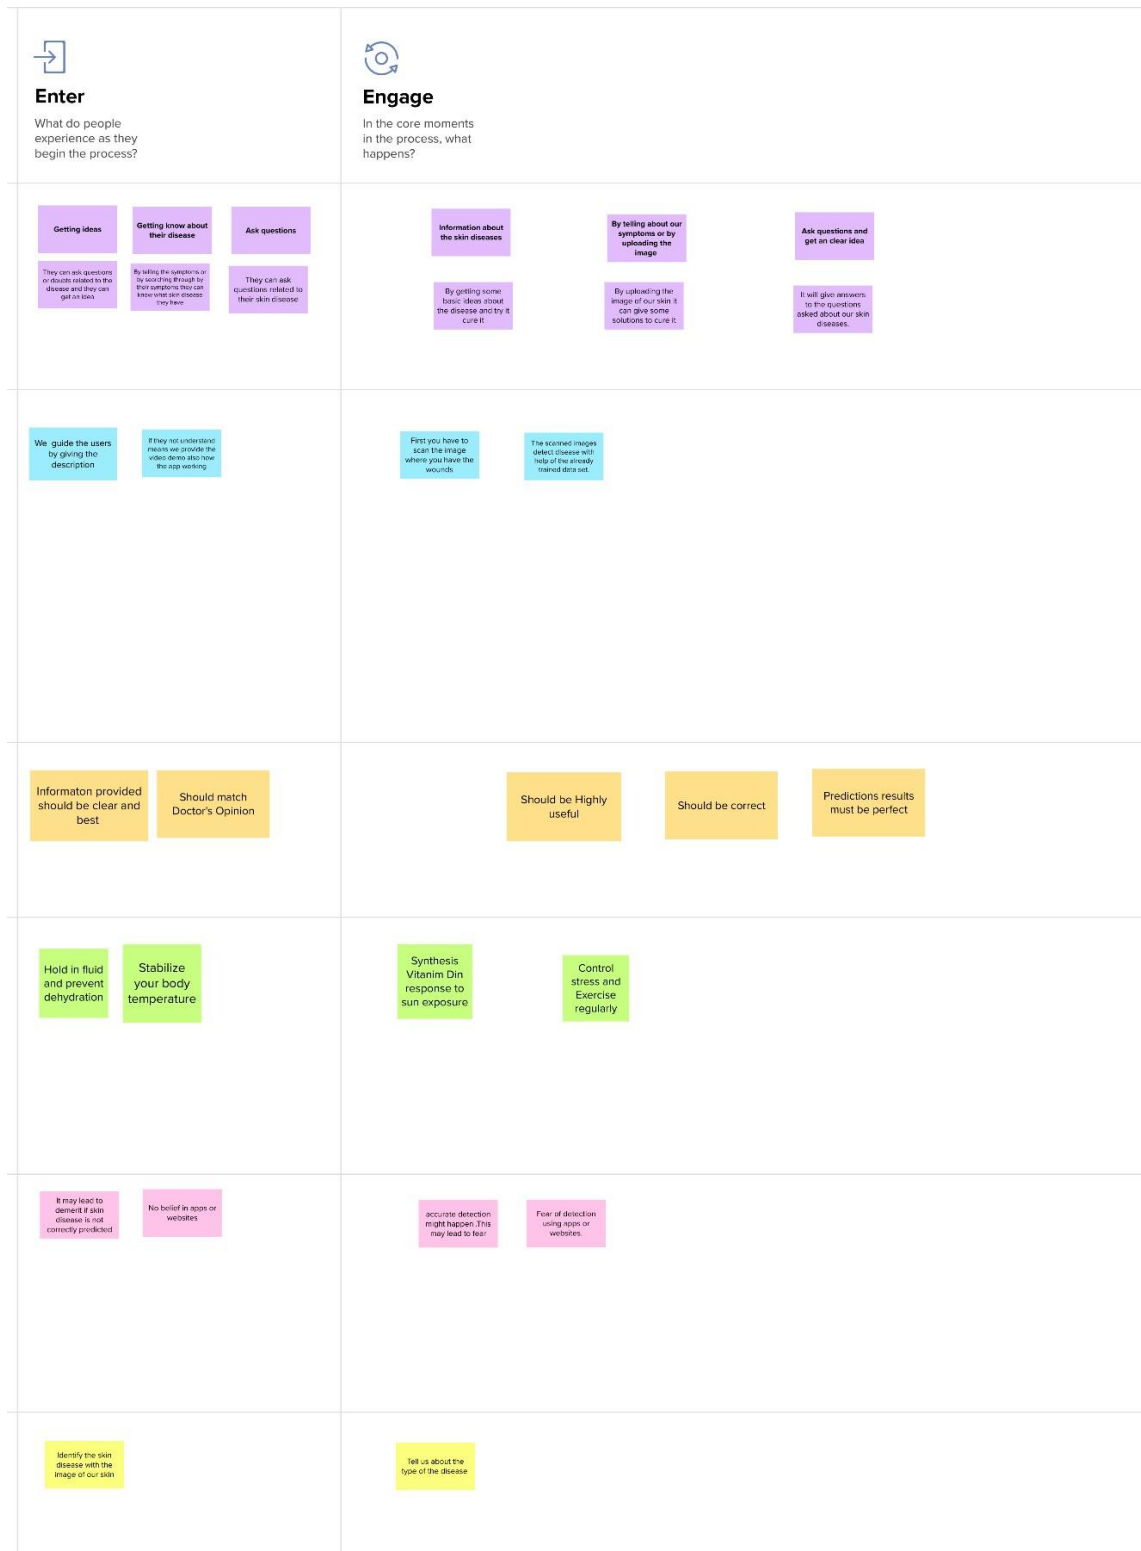 Enter
What do people
experience as they
begin the process?
Engage
In the core moments
in the process, what
happens?
Getting ideas
Getting know about
their disease
Ask questions
They can ask questions
or doubts related to the
disease and they can
get an idea
By telling the symptoms or
by searching through by
their symptoms they can
know what skin disease
they have
They can ask
questions related to
their skin disease
Information about
the skin diseases
By telling about our
symptoms or by
uploading the
image
Ask questions and
get an clear idea
By getting some
basic ideas about
the disease and try it
cure it
By uploading the
image of our skin it
can give some
solutions to cure it
It will give answers
to the questions
asked about our skin
diseases.
We guide the users
by giving the
description
If they not understand
means we provide the
video demo also how
the app working
First you have to
scan the image
where you have the
wounds
The scanned images
detect disease with
help of the already
trained data set.
Informaton provided
should be clear and
best
Should match
Doctor's Opinion
Should be Highly
useful
Should be correct
Predictions results
must be perfect
Hold in fluid
and prevent
dehydration
Stabilize
your body
temperature
Synthesis
Vitanim Din
response to
sun exposure
Control
stress and
Exercise
regularly
It may lead to
demerit if skin
disease is not
correctly predicted
No belief in apps or
websites
accurate detection
might happen .This
may lead to fear
Fear of detection
using apps or
websites.
Identify the skin
disease with the
image of our skin
Tell us about the
type of the disease